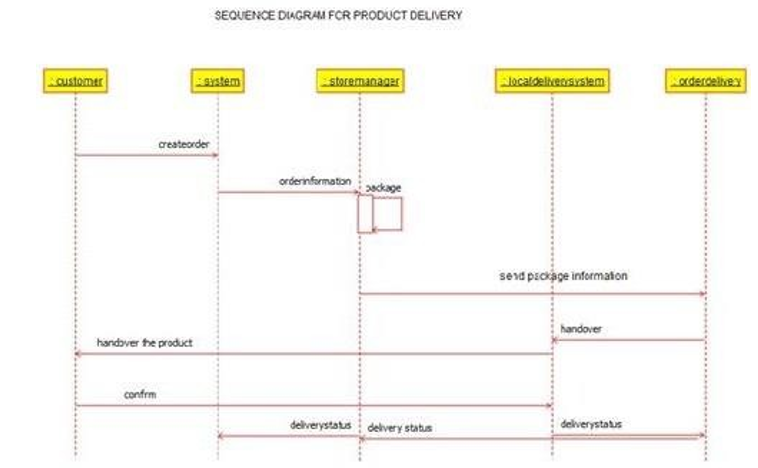 SEQUENCE DIAGRAM FOR PRODUCT DELIVERY
: customer
: system
: storemanager
: localdeliverysystem
: orderdelivery
createorder
orderinformation
package
send package information
handover
handover the product
confirm
deliverystatus
delivery status
deliverystatus